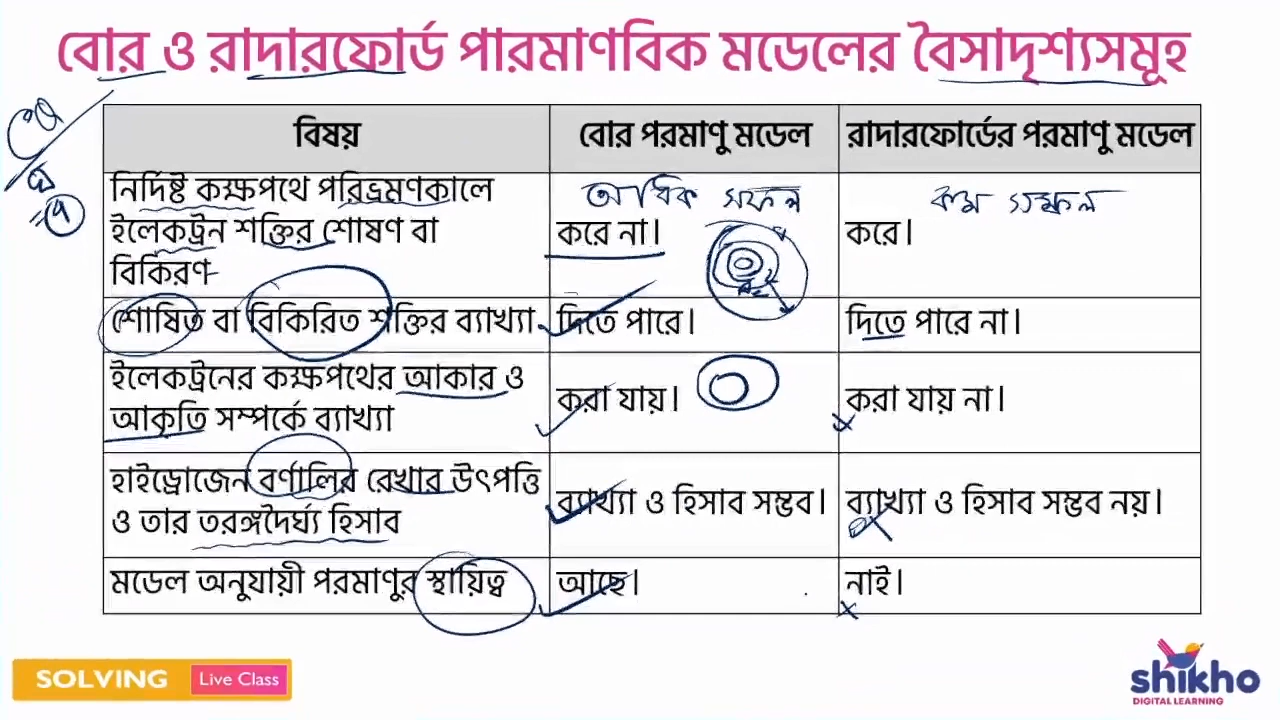 বোর ও রাদারফোর্ড পারমাণবিক মডেলের বৈসাদৃশ্যসমূহ
বিষয়
বোর পরমাণু মডেল
রাদারফোর্ডের পরমাণু মডেল
নির্দিষ্ট কক্ষপথে পরিভ্রমণকালে
ইলেকট্রন শক্তির শোষণ বা
বিকিরণ
অধিক সফল
করে না।
কম সফল
করে।
শোষিত বা বিকিরিত শক্তির ব্যাখ্যা
দিতে পারে।
দিতে পারে না।
ইলেকট্রনের কক্ষপথের আকার ও
আকৃতি সম্পর্কে ব্যাখ্যা
করা যায়।
করা যায় না।
হাইড্রোজেন বর্ণালির রেখার উৎপত্তি
ও তার তরঙ্গদৈর্ঘ্য হিসাব
ব্যাখ্যা ও হিসাব সম্ভব।
ব্যাখ্যা ও হিসাব সম্ভব নয়।
মডেল অনুযায়ী পরমাণুর স্থায়িত্ব
আছে।
নাই।
SOLVING
Live Class
shikho
DIGITAL LEARNING